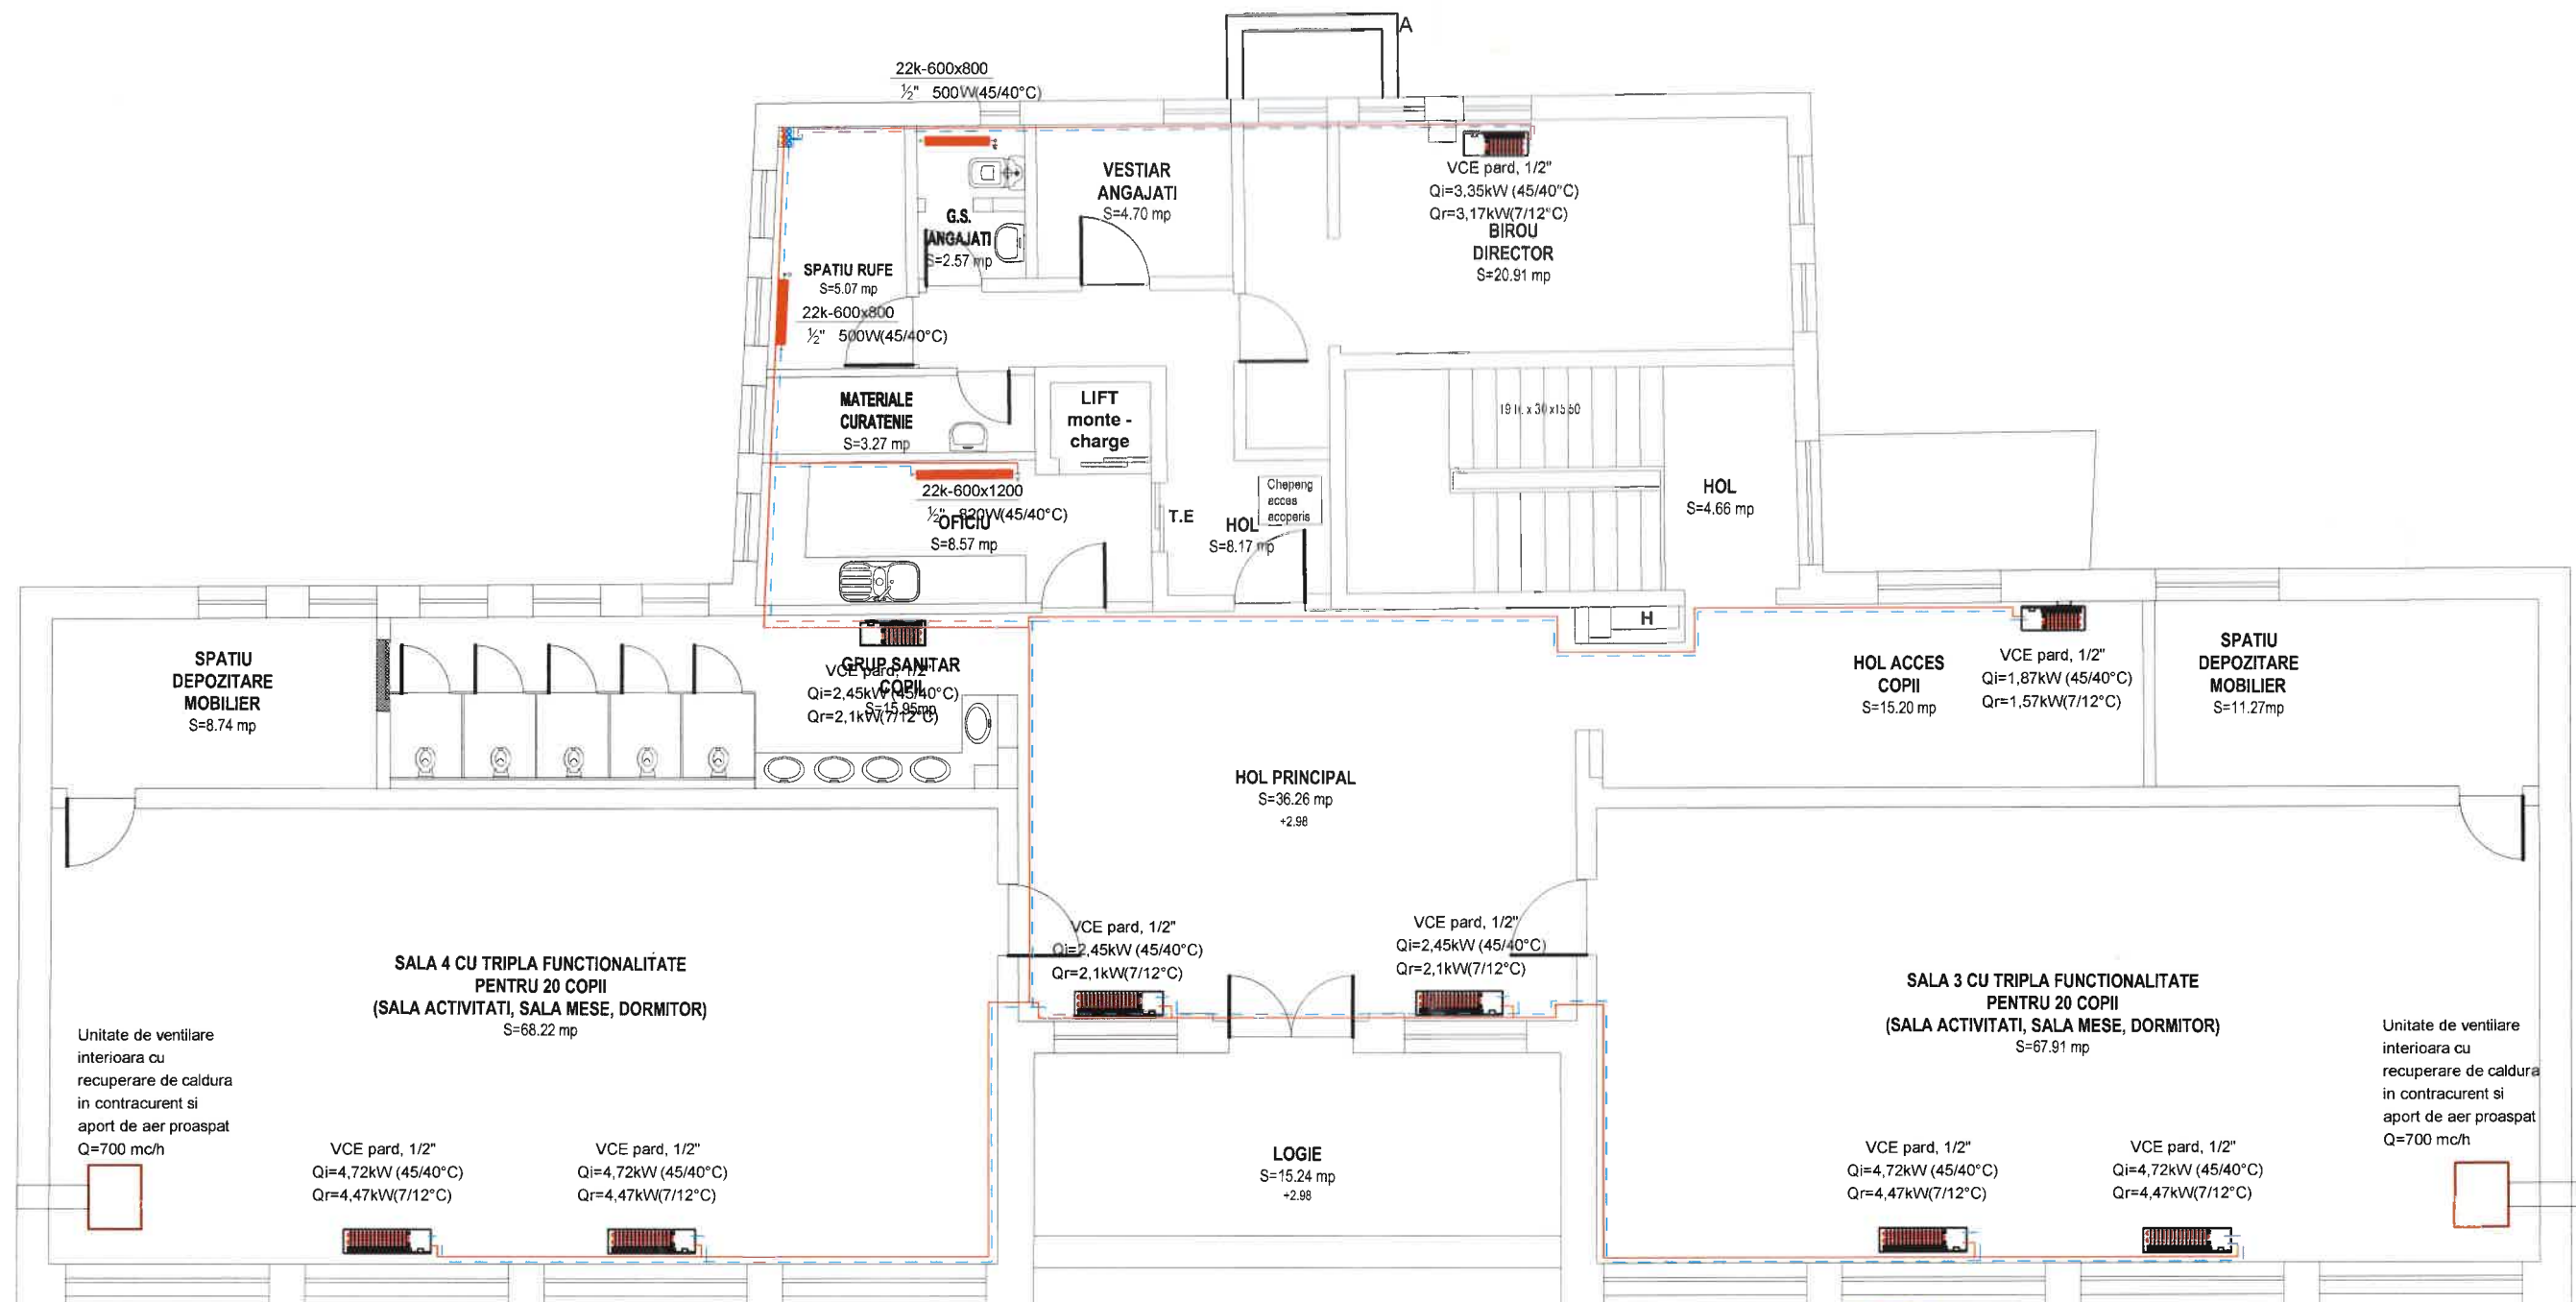 A
22k-600x800
½" 500W(45/40°C)
VESTIAR
ANGAJATI
S=4.70 mp
VCE pard, 1/2"
Qi=3,35kW (45/40°C)
Qr=3,17kW(7/12°C)
BIROU
DIRECTOR
S=20.91 mp
G.S.
ANGAJATI
S=2.57 mp
SPATIU RUFE
S=5.07 mp
22k-600x800
½" 500W(45/40°C)
MATERIALE
CURATENIE
S=3.27 mp
LIFT
monte -
charge
22k-600x1200
½" 820W(45/40°C)
OFICIU
S=8.57 mp
T.E
Chepeng
acces
acoperis
HOL
S=8.17 mp
HOL
S=4.66 mp
H
SPATIU
DEPOZITARE
MOBILIER
S=8.74 mp
GRUP SANITAR
COPII
S=15.95mp
VCE pard, 1/2"
Qi=2,45kW (45/40°C)
Qr=2,1kW(7/12°C)
HOL ACCES
COPII
S=15.20 mp
VCE pard, 1/2"
Qi=1,87kW (45/40°C)
Qr=1,57kW(7/12°C)
SPATIU
DEPOZITARE
MOBILIER
S=11.27mp
HOL PRINCIPAL
S=36.26 mp
+2.98
VCE pard, 1/2"
Qi=2,45kW (45/40°C)
Qr=2,1kW(7/12°C)
VCE pard, 1/2"
Qi=2,45kW (45/40°C)
Qr=2,1kW(7/12°C)
SALA 4 CU TRIPLA FUNCTIONALITATE
PENTRU 20 COPII
(SALA ACTIVITATI, SALA MESE, DORMITOR)
S=68.22 mp
SALA 3 CU TRIPLA FUNCTIONALITATE
PENTRU 20 COPII
(SALA ACTIVITATI, SALA MESE, DORMITOR)
S=67.91 mp
Unitate de ventilare
interioara cu
recuperare de caldura
in contracurent si
aport de aer proaspat
Q=700 mc/h
Unitate de ventilare
interioara cu
recuperare de caldura
in contracurent si
aport de aer proaspat
Q=700 mc/h
VCE pard, 1/2"
Qi=4,72kW (45/40°C)
Qr=4,47kW(7/12°C)
VCE pard, 1/2"
Qi=4,72kW (45/40°C)
Qr=4,47kW(7/12°C)
LOGIE
S=15.24 mp
+2.98
VCE pard, 1/2"
Qi=4,72kW (45/40°C)
Qr=4,47kW(7/12°C)
VCE pard, 1/2"
Qi=4,72kW (45/40°C)
Qr=4,47kW(7/12°C)